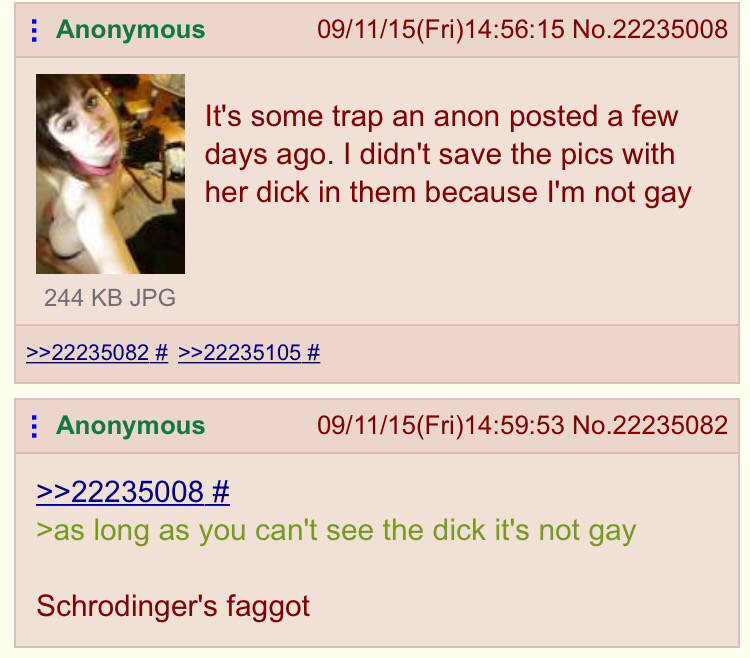 ⋮ Anonymous 09/11/15(Fri)14:56:15 No.22235008
It's some trap an anon posted a few
days ago. I didn't save the pics with
her dick in them because I'm not gay
244 KB JPG
>>22235082 # >>22235105 #
⋮ Anonymous 09/11/15(Fri)14:59:53 No.22235082
>>22235008 #
>as long as you can't see the dick it's not gay
Schrodinger's faggot